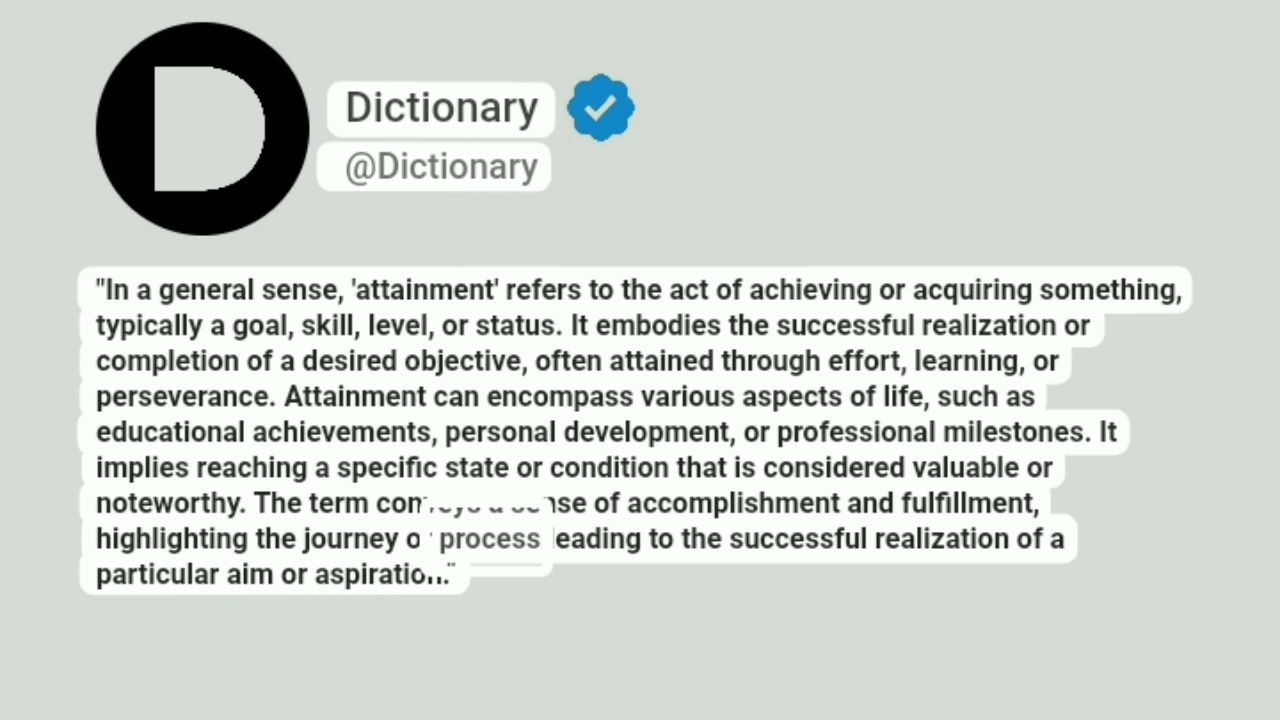 D
Dictionary
@Dictionary
"In a general sense, 'attainment' refers to the act of achieving or acquiring something,
typically a goal, skill, level, or status. It embodies the successful realization or
completion of a desired objective, often attained through effort, learning, or
perseverance. Attainment can encompass various aspects of life, such as
educational achievements, personal development, or professional milestones. It
implies reaching a specific state or condition that is considered valuable or
noteworthy. The term conveys a sense of accomplishment and fulfillment,
highlighting the journey or process leading to the successful realization of a
particular aim or aspiration."